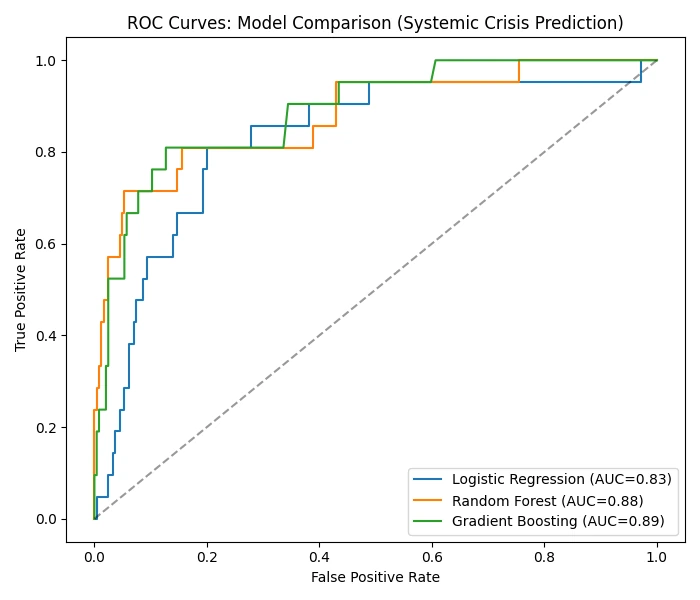 ROC Curves: Model Comparison (Systemic Crisis Prediction)
True Positive Rate
1.0
0.8
0.6
0.4
0.2
0.0
Logistic Regression (AUC=0.83)
Random Forest (AUC=0.88)
Gradient Boosting (AUC=0.89)
0.0 0.2 0.4 0.6 0.8 1.0
False Positive Rate